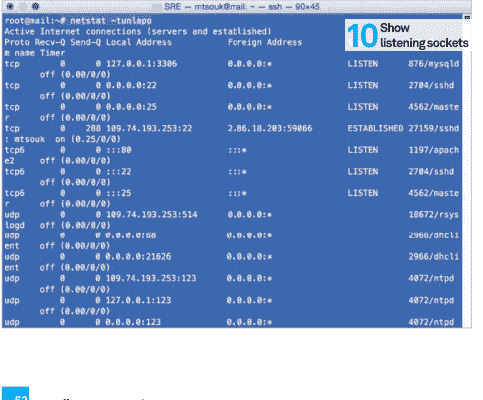 SRE — mtsouk@mail: ~ — ssh — 90x45
root@mail:~# netstat -tunlapo
10 Show
listening sockets
Active Internet connections (servers and
established)
Proto Recv-Q Send-Q Local Address Foreign Address
m name Timer
tcp 0 0 127.0.0.1:3306 0.0.0.0:* LISTEN 876/mysqld
off (0.00/0/0)
tcp 0 0 0.0.0.0:22 0.0.0.0:* LISTEN 2704/sshd
off (0.00/0/0)
tcp 0 0 0.0.0.0:25 0.0.0.0:* LISTEN 4562/maste
r off (0.00/0/0)
tcp 0 288 109.74.193.253:22 2.86.18.203:59066 ESTABLISHED 27159/sshd
: mtsouk on (0.25/0/0)
tcp6 0 0 :::80 :::* LISTEN 1197/apach
e2 off (0.00/0/0)
tcp6 0 0 :::22 :::* LISTEN 2704/sshd
off (0.00/0/0)
tcp6 0 0 :::25 :::* LISTEN 4562/maste
r off (0.00/0/0)
udp 0 0 109.74.193.253:514 0.0.0.0:* 18672/rsys
logd off (0.00/0/0)
udp 0 0 0.0.0.0:68 0.0.0.0:* 2966/dhcli
ent off (0.00/0/0)
udp 0 0 0.0.0.0:21626 0.0.0.0:* 2966/dhcli
ent off (0.00/0/0)
udp 0 0 109.74.193.253:123 0.0.0.0:* 4072/ntpd
off (0.00/0/0)
udp 0 0 127.0.0.1:123 0.0.0.0:* 4072/ntpd
off (0.00/0/0)
udp 0 0 0.0.0.0:123 0.0.0.0:* 4072/ntpd